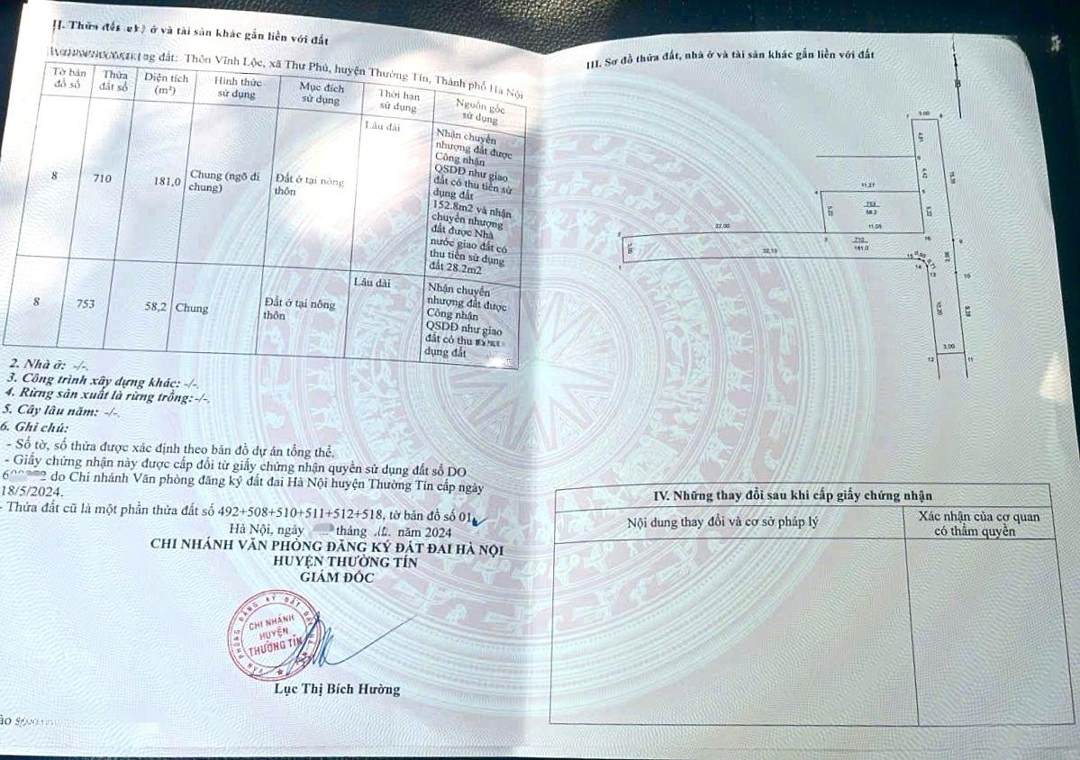 II. Thửa đất, nhà ở và tài sản khác gắn liền với đất
đất: Thôn Vĩnh Lộc, xã Thư Phú, huyện Thường Tín, Thành phố Hà Nội
Tờ bản đồ số
Thửa đất số
Diện tích (m²)
Hình thức sử dụng
Mục đích sử dụng
Thời hạn sử dụng
Nguồn gốc sử dụng
8
710
181,0
Chung (ngõ đi chung)
Đất ở tại nông thôn
Lâu dài
Nhận chuyển
nhượng đất được
Công nhận
QSDĐ như giao
đất có thu tiền sử
dụng đất
152.8m2 và nhận
chuyển nhượng
đất được Nhà
nước giao đất có
thu tiền sử dụng
đất 28.2m2
8
753
58,2
Chung
Đất ở tại nông thôn
Lâu dài
Nhận chuyển
nhượng đất được
Công nhận
QSDĐ như giao
đất có thu
dụng đất
2. Nhà ở: -/-.
3. Công trình xây dựng khác: -/-.
4. Rừng sản xuất là rừng trồng:-/-.
5. Cây lâu năm: -/-.
6. Ghi chú:
- Số tờ, số thửa được xác định theo bản đồ dự án tổng thể.
- Giấy chứng nhận này được cấp đổi từ giấy chứng nhận quyền sử dụng đất số DO
do Chi nhánh Văn phòng đăng ký đất đai Hà Nội huyện Thường Tín cấp ngày
18/5/2024.
- Thửa đất cũ là một phần thửa đất số 492+508+510+511+512+518, tờ bản đồ số 01
Hà Nội, ngày tháng năm 2024
CHI NHÁNH VĂN PHÒNG ĐĂNG KÝ ĐẤT ĐAI HÀ NỘI
HUYỆN THƯỜNG TÍN
GIÁM ĐỐC
CHI NHÁNH
HUYỆN
THƯỜNG TÍN
Lục Thị Bích Hường
III. Sơ đồ thửa đất, nhà ở và tài sản khác gắn liền với đất
3.00
11.27
753
58.2
11.05
22.00
710
181.0
32.13
3.00
12
11
IV. Những thay đổi sau khi cấp giấy chứng nhận
Nội dung thay đổi và cơ sở pháp lý
Xác nhận của cơ quan
có thẩm quyền